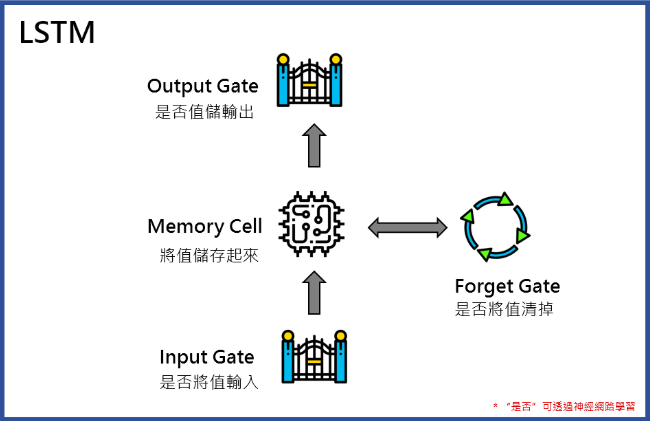 LSTM
Output Gate
是否值儲輸出
Memory Cell
將值儲存起來
Forget Gate
是否將值清掉
Input Gate
是否將值輸入
* “是否”可透過神經網路學習